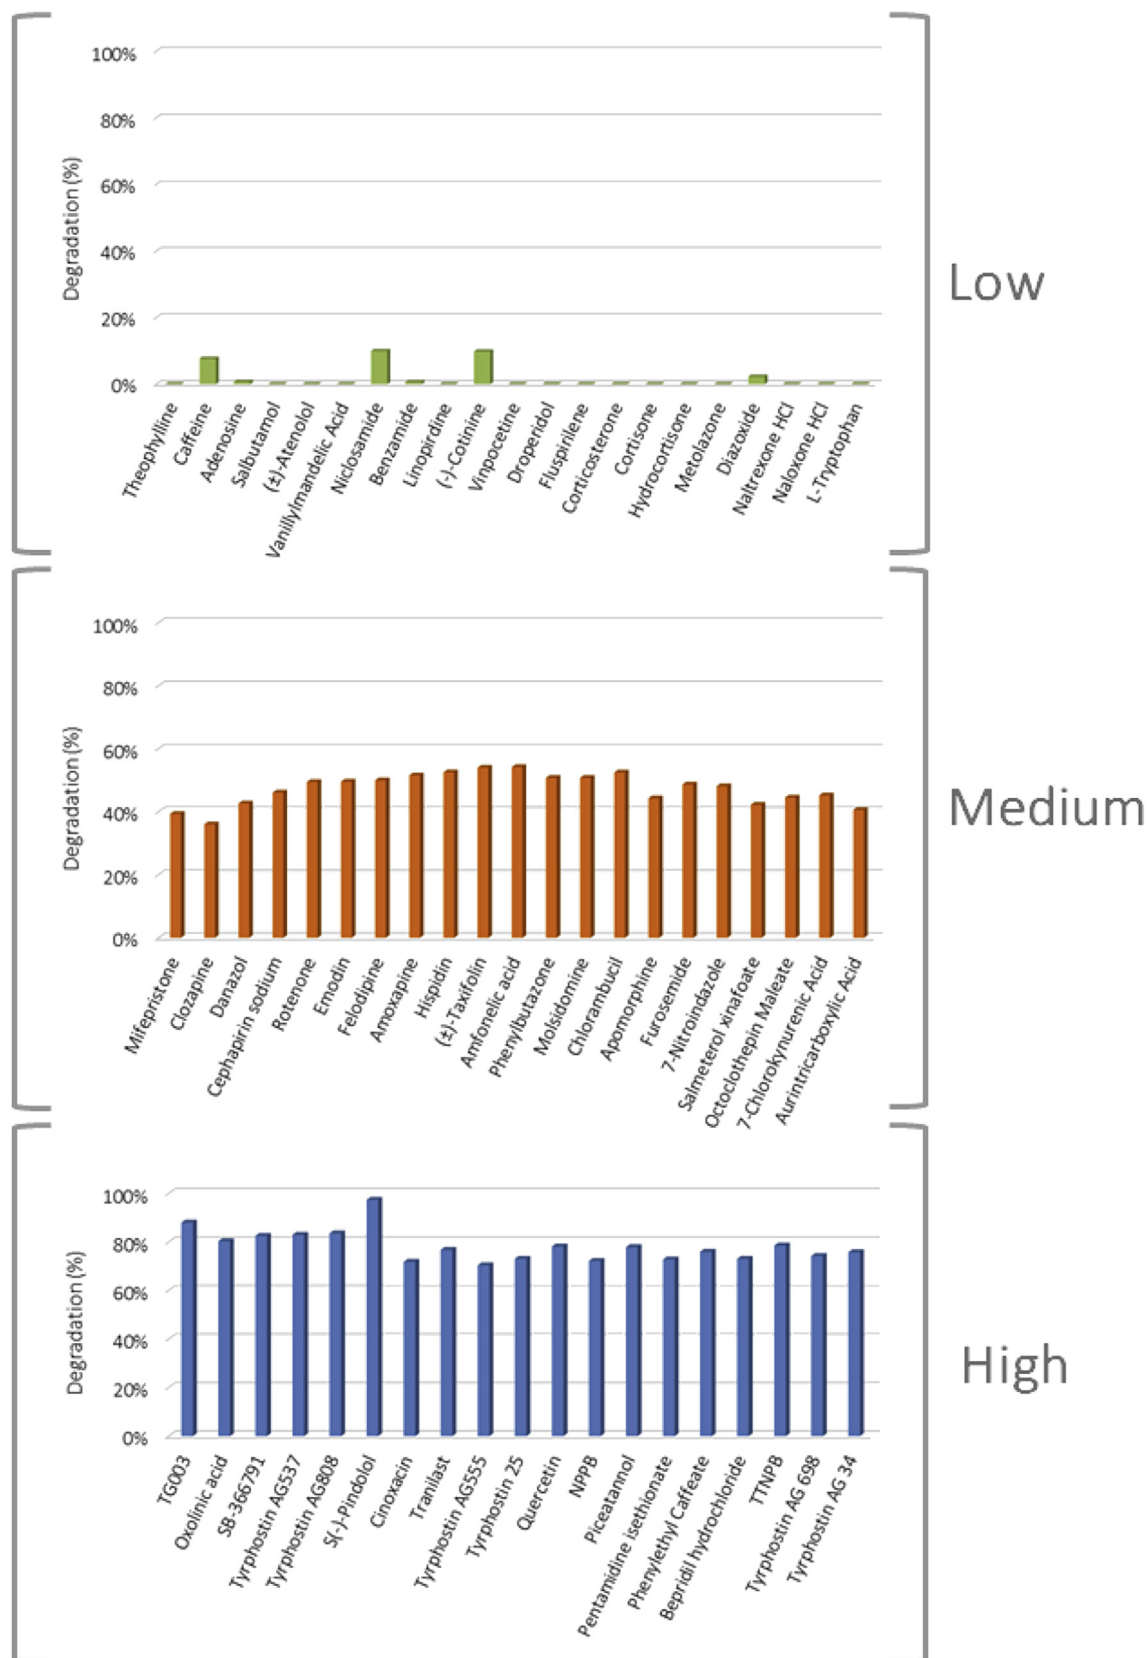 100%
80%
60%
40%
20%
0%
Degradation (%)
Theophylline
Caffeine
Adenosine
Salbutamol
(±)-Atenolol
Vanillylmandelic Acid
Niclosamide
Benzamide
Linopirdine
(-)-Cotinine
Vinpocetine
Droperidol
Fluspirilene
Corticosterone
Cortisone
Hydrocortisone
Metolazone
Diazoxide
Naltrexone HCl
Naloxone HCl
L-Tryptophan
Low
100%
80%
60%
40%
20%
0%
Degradation (%)
Mifepristone
Clozapine
Danazol
Cephapirin sodium
Rotenone
Emodin
Felodipine
Amoxapine
Hispidin
(±)-Taxifolin
Amfonelic acid
Phenylbutazone
Molsidomine
Chlorambucil
Apomorphine
Furosemide
7-Nitroindazole
Salmeterol xinafoate
Octoclothepin Maleate
7-Chlorokynurenic Acid
Aurintricarboxylic Acid
Medium
100%
80%
60%
40%
20%
0%
Degradation (%)
TG003
Oxolinic acid
SB-366791
Tyrphostin AG537
Tyrphostin AG808
S(-)-Pindolol
Cinoxacin
Tranilast
Tyrphostin AG555
Tyrphostin 25
Quercetin
NPPB
Piceatannol
Pentamidine isethionate
Phenylethyl Caffeate
Bepridil hydrochloride
TTNPB
Tyrphostin AG 698
Tyrphostin AG 34
High